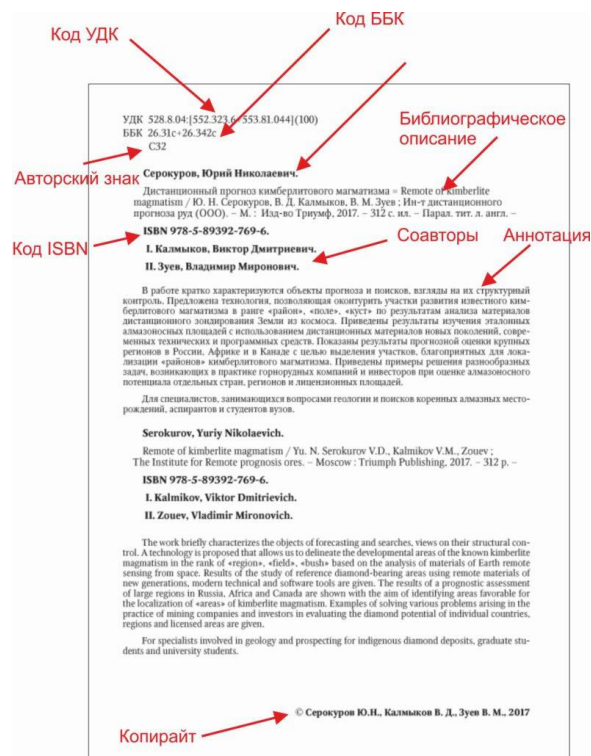 Код УДК
Код ББК
УДК 528.8.04:[552.323.6 553.81.044](100)
ББК 26.31с+26.342с
С32
Библиографическое
описание
Авторский знак
Серокуров, Юрий Николаевич.
Дистанционный прогноз кимберлитового магматизма = Remote of kimberlite
magmatism / Ю. Н. Серокуров, В. Д. Калмыков, В. М. Зуев ; Ин-т дистанционного
прогноза руд (ООО). – М. : Изд-во Триумф, 2017. – 312 с. ил. – Парал. тит. л. англ. –
Код ISBN
ISBN 978-5-89392-769-6.
Соавторы
Аннотация
I. Калмыков, Виктор Дмитриевич.
II. Зуев, Владимир Миронович.
В работе кратко характеризуются объекты прогноза и поисков, взгляды на их структурный
контроль. Предложена технология, позволяющая оконтурить участки развития известного ким-
берлитового магматизма в ранге «район», «поле», «куст» по результатам анализа материалов
дистанционного зондирования Земли из космоса. Приведены результаты изучения эталонных
алмазоносных площадей с использованием дистанционных материалов новых поколений, совре-
менных технических и программных средств. Показаны результаты прогнозной оценки крупных
регионов в России, Африке и в Канаде с целью выделения участков, благоприятных для лока-
лизации «районов» кимберлитового магматизма. Приведены примеры решения разнообразных
задач, возникающих в практике горнорудных компаний и инвесторов при оценке алмазоносного
потенциала отдельных стран, регионов и лицензионных площадей.
Для специалистов, занимающихся вопросами геологии и поисков коренных алмазных место-
рождений, аспирантов и студентов вузов.
Serokurov, Yuriy Nikolaevich.
Remote of kimberlite magmatism / Yu. N. Serokurov V.D., Kalmikov V.M., Zouev ;
The Institute for Remote prognosis ores. – Moscow : Triumph Publishing, 2017. – 312 p. –
ISBN 978-5-89392-769-6.
I. Kalmikov, Viktor Dmitrievich.
II. Zouev, Vladimir Mironovich.
The work briefly characterizes the objects of forecasting and searches, views on their structural con-
trol. A technology is proposed that allows us to delineate the developmental areas of the known kimberlite
magmatism in the rank of «region», «field», «bush» based on the analysis of materials of Earth remote
sensing from space. Results of the study of reference diamond-bearing areas using remote materials of
new generations, modern technical and software tools are given. The results of a prognostic assessment
of large regions in Russia, Africa and Canada are shown with the aim of identifying areas favorable for
the localization of «areas» of kimberlite magmatism. Examples of solving various problems arising in the
practice of mining companies and investors in evaluating the diamond potential of individual countries,
regions and licensed areas are given.
For specialists involved in geology and prospecting for indigenous diamond deposits, graduate stu-
dents and university students.
© Серокуров Ю.Н., Калмыков В. Д., Зуев В. М., 2017
Копирайт